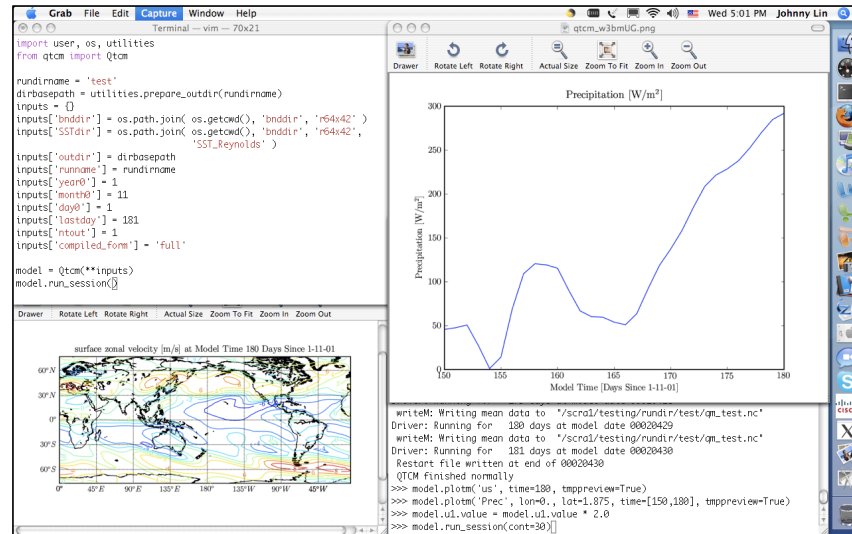 Grab File Edit Capture Window Help
Wed 5:01 PM Johnny Lin
Terminal — vim — 70x21
import user, os, utilities
from qtcm import Qtcm
rundirname = 'test'
dirbasepath = utilities.prepare_outdir(rundirname)
inputs = {}
inputs['bnddir'] = os.path.join( os.getcwd(), 'bnddir', 'r64x42' )
inputs['SSTdir'] = os.path.join( os.getcwd(), 'bnddir', 'r64x42',
'SST_Reynolds' )
inputs['outdir'] = dirbasepath
inputs['runname'] = rundirname
inputs['year0'] = 1
inputs['month0'] = 11
inputs['day0'] = 1
inputs['lastday'] = 181
inputs['ntout'] = 1
inputs['compiled_form'] = 'full'
model = Qtcm(**inputs)
model.run_session()
qtcm_w3bmUG.png
Drawer Rotate Left Rotate Right Actual Size Zoom To Fit Zoom In Zoom Out
Precipitation [W/m²]
Precipitation [W/m²]
300
250
200
150
100
50
0
150 155 160 165 170 175 180
Model Time [Days Since 1-11-01]
Drawer Rotate Left Rotate Right Actual Size Zoom To Fit Zoom In Zoom Out
surface zonal velocity [m/s] at Model Time 180 Days Since 1-11-01
60°N
30°N
0°
30°S
60°S
0° 45°E 90°E 135°E 180° 135°W 90°W 45°W
writeM: Writing mean data to "/scra1/testing/rundir/test/qm_test.nc"
Driver: Running for 180 days at model date 00020429
writeM: Writing mean data to "/scra1/testing/rundir/test/qm_test.nc"
Driver: Running for 181 days at model date 00020430
Restart file written at end of 00020430
QTCM finished normally
>>> model.plotm('us', time=180, tmppreview=True)
>>> model.plotm('Prec', lon=0., lat=1.875, time=[150,180], tmppreview=True)
>>> model.u1.value = model.u1.value * 2.0
>>> model.run_session(cont=30)